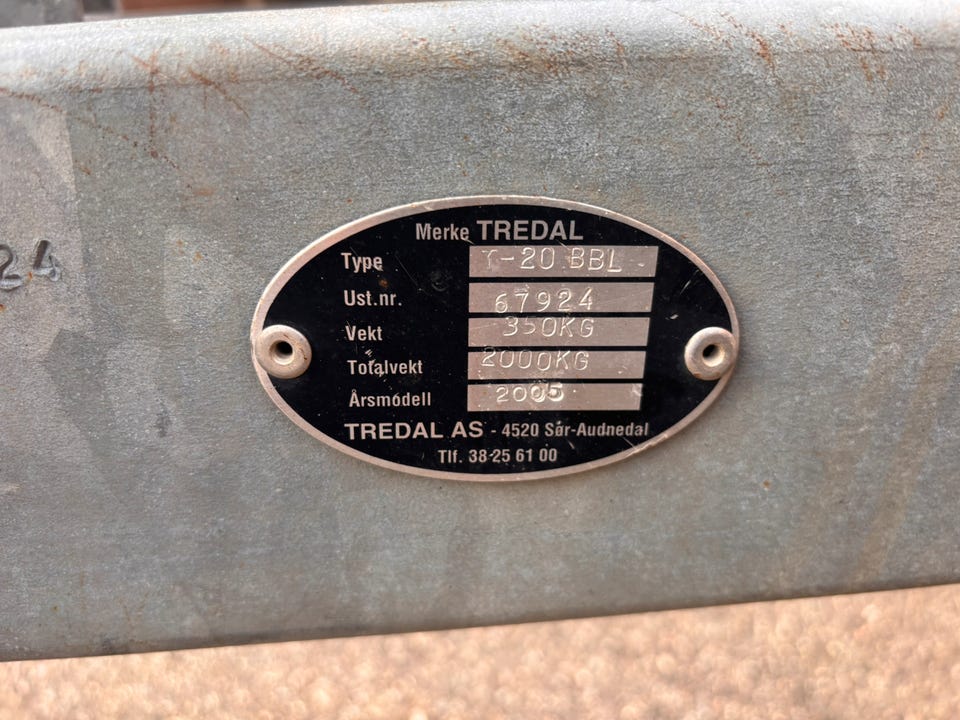 24
Merke TREDAL
Type T-20 BBL
Ust.nr. 67924
Vekt 350KG
Totalvekt 2000KG
Årsmodell 2005
TREDAL AS - 4520 Sør-Audnedal
Tlf. 38 25 61 00